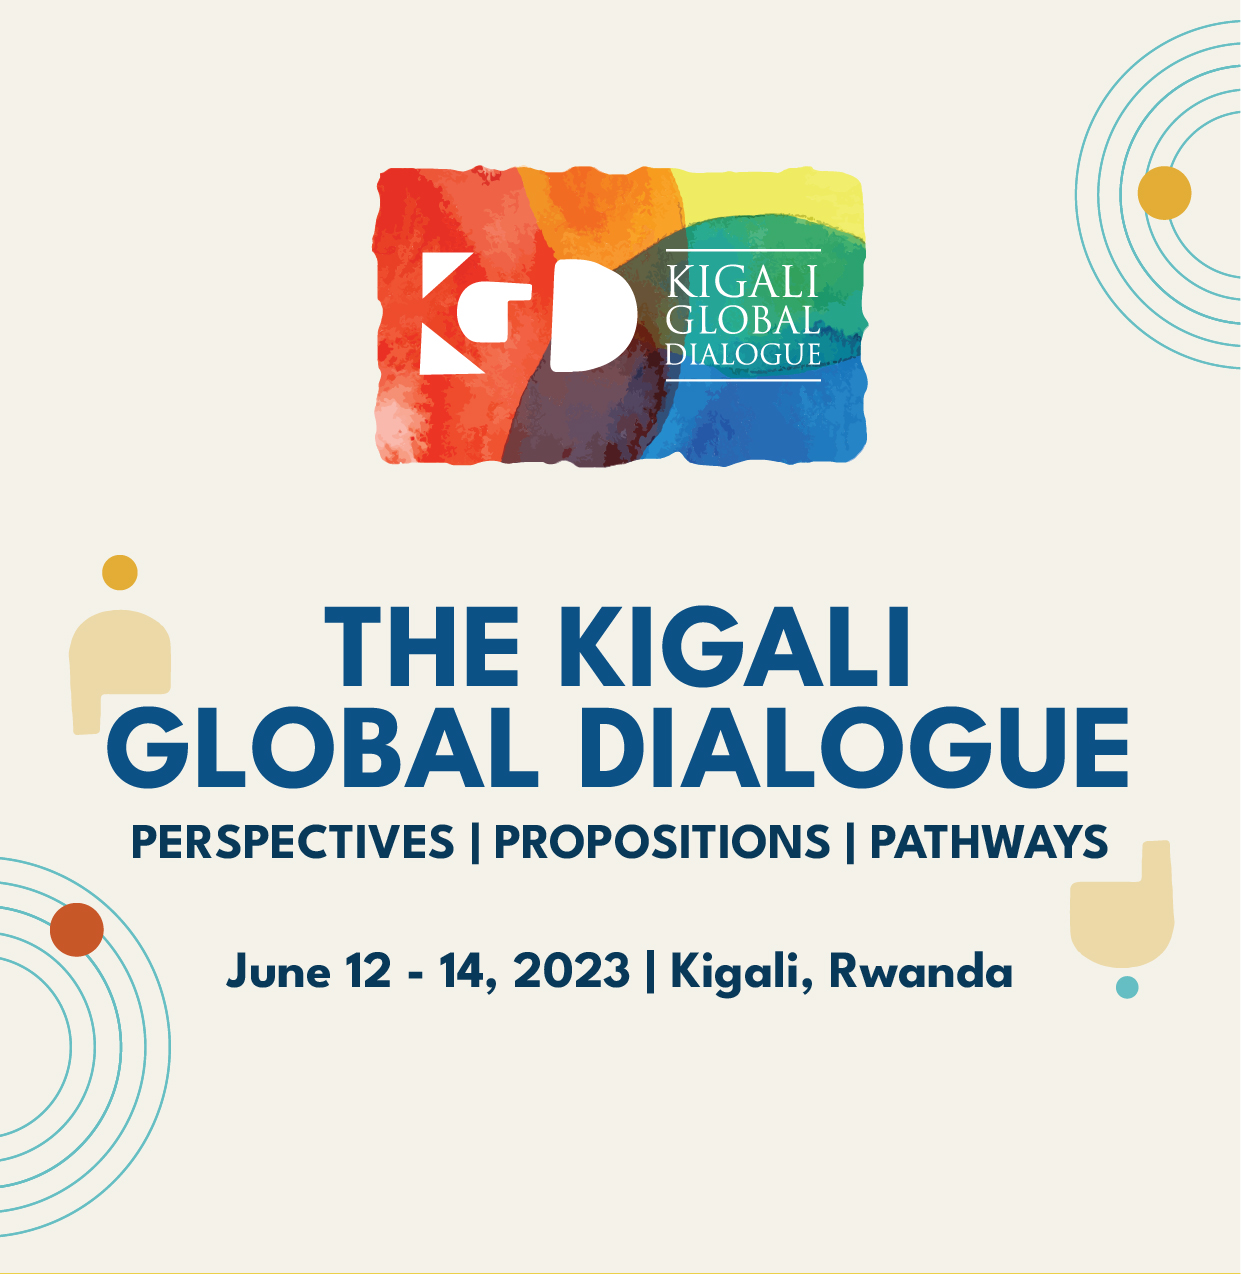 KGD
KIGALI
GLOBAL
DIALOGUE
THE KIGALI
GLOBAL DIALOGUE
PERSPECTIVES | PROPOSITIONS | PATHWAYS
June 12 - 14, 2023 | Kigali, Rwanda